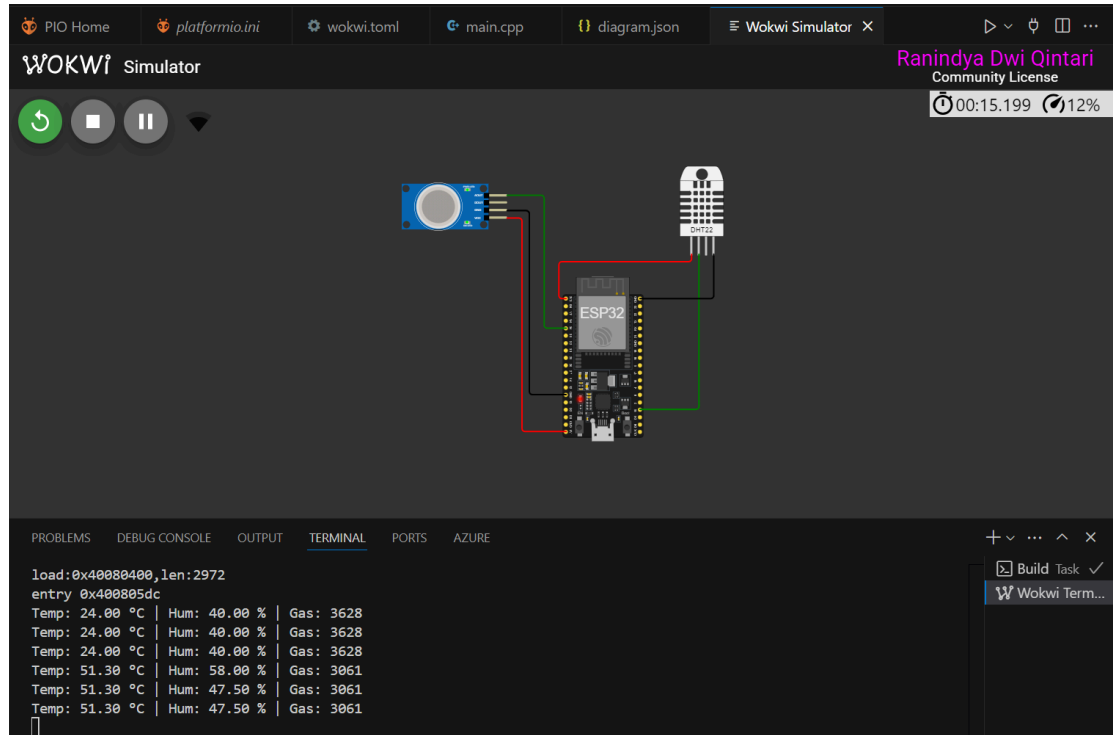 PIO Home platformio.ini wokwi.toml main.cpp diagram.json Wokwi Simulator
WOKWi Simulator
Ranindya Dwi Qintari
Community License
00:15.199 12%
DHT22
ESP32
PROBLEMS DEBUG CONSOLE OUTPUT TERMINAL PORTS AZURE
load:0x40080400,len:2972
entry 0x400805dc
Temp: 24.00 °C | Hum: 40.00 % | Gas: 3628
Temp: 24.00 °C | Hum: 40.00 % | Gas: 3628
Temp: 24.00 °C | Hum: 40.00 % | Gas: 3628
Temp: 51.30 °C | Hum: 58.00 % | Gas: 3061
Temp: 51.30 °C | Hum: 47.50 % | Gas: 3061
Temp: 51.30 °C | Hum: 47.50 % | Gas: 3061
Build Task
Wokwi Term...